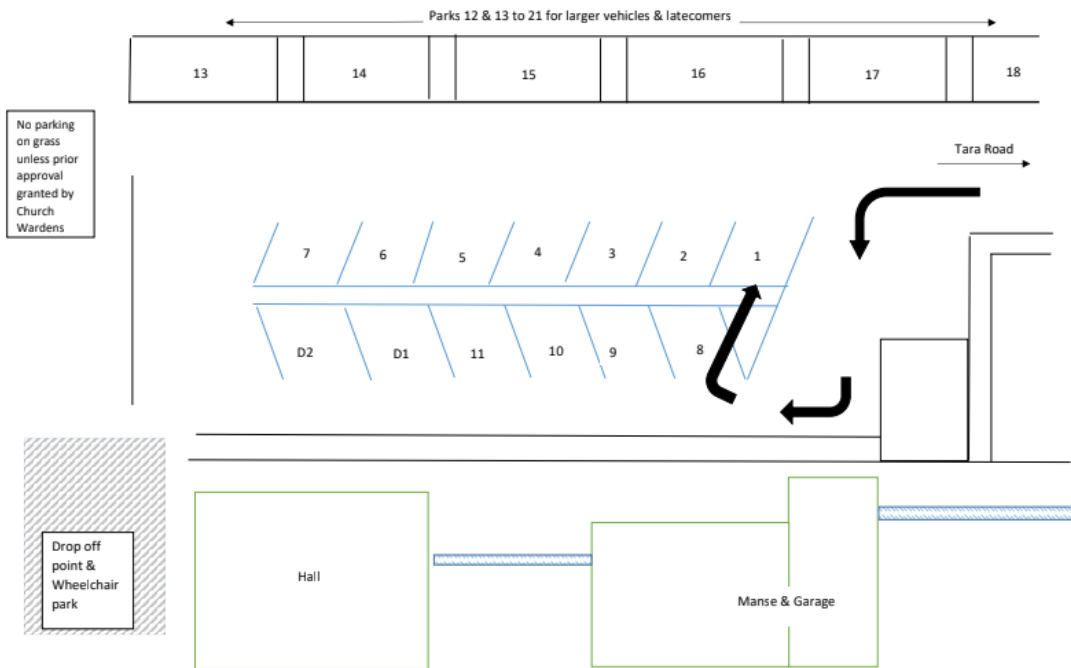 Parks 12 & 13 to 21 for larger vehicles & latecomers
13
14
15
16
17
18
No parking
on grass
unless prior
approval
granted by
Church
Wardens
Tara Road
7
6
5
4
3
2
1
D2
D1
11
10
9
8
Drop off
point &
Wheelchair
park
Hall
Manse & Garage